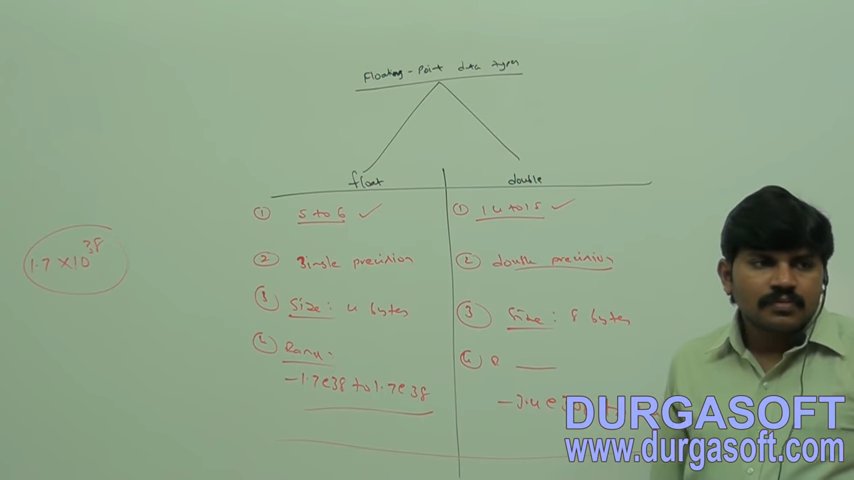 Floating-Point data types
float
double
① 5 to 6 ✓
① 14 to 15 ✓
② Single precision
② double precision
③ Size: 4 bytes
③ Size: 8 bytes
④ Range:
④ R
-1.7e38 to 1.7e38
-3.4e
1.7 X 10^38
DURGASOFT
www.durgasoft.com